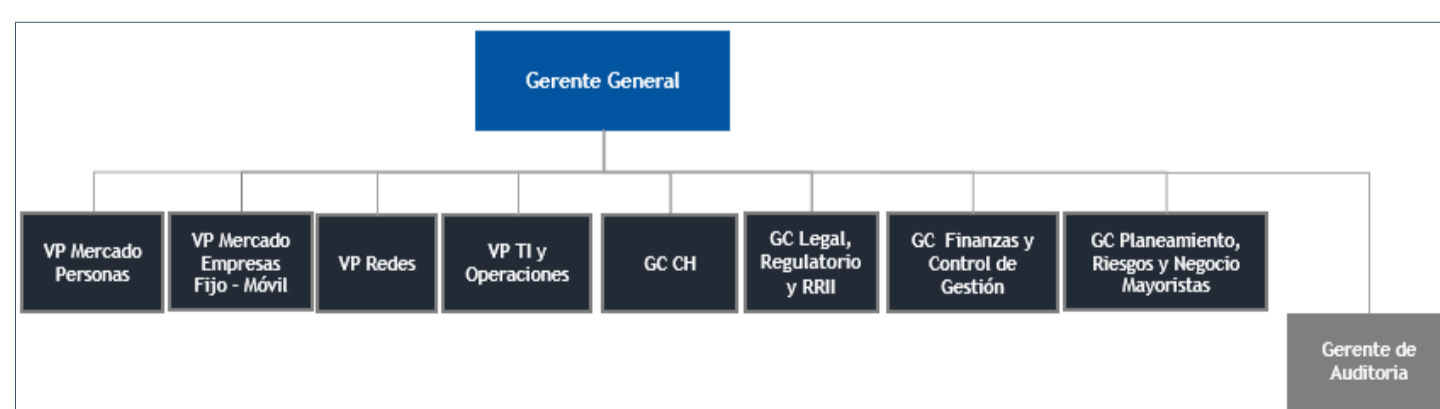 Gerente General
VP Mercado
Personas
VP Mercado
Empresas
Fijo - Móvil
VP Redes
VP TI y
Operaciones
GC CH
GC Legal,
Regulatorio
y RRII
GC Finanzas y
Control de
Gestión
GC Planeamiento,
Riesgos y Negocio
Mayoristas
Gerente de
Auditoria